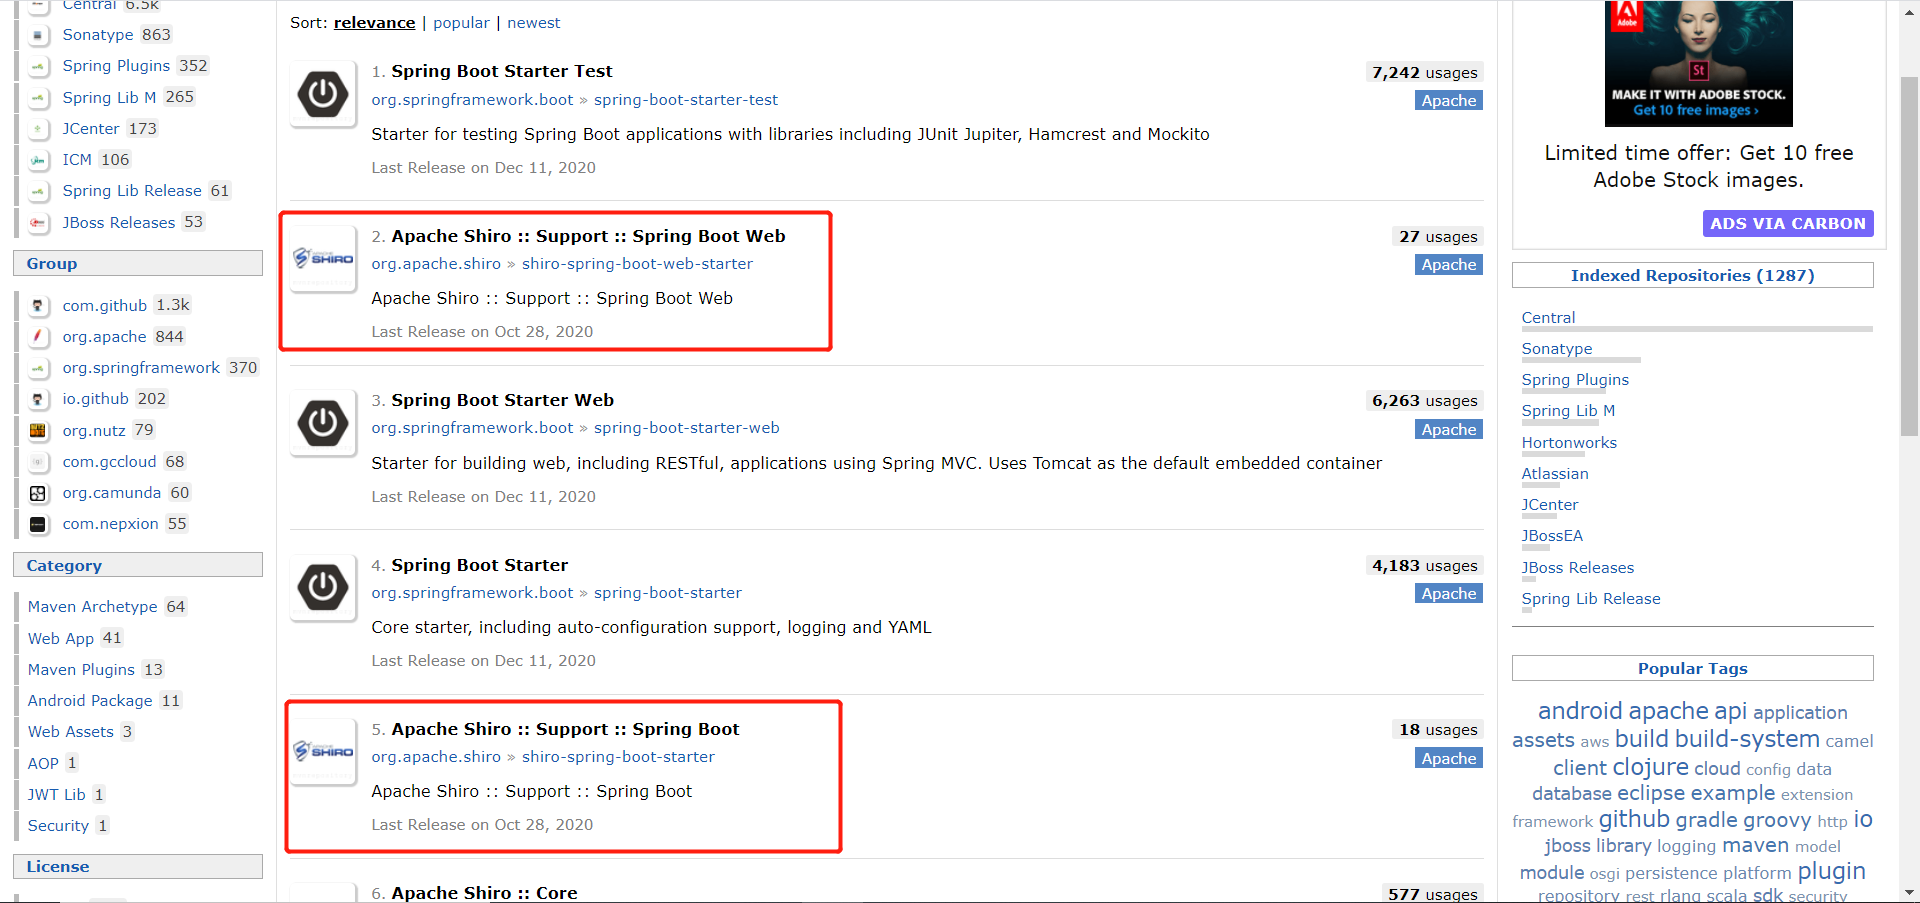 Central 6.5k
Sonatype 863
Spring Plugins 352
Spring Lib M 265
JCenter 173
ICM 106
Spring Lib Release 61
JBoss Releases 53
Group
com.github 1.3k
org.apache 844
org.springframework 370
io.github 202
org.nutz 79
com.gccloud 68
org.camunda 60
com.nepxion 55
Category
Maven Archetype 64
Web App 41
Maven Plugins 13
Android Package 11
Web Assets 3
AOP 1
JWT Lib 1
Security 1
License
Sort: relevance | popular | newest
1. Spring Boot Starter Test
7,242 usages
org.springframework.boot » spring-boot-starter-test
Apache
Starter for testing Spring Boot applications with libraries including JUnit Jupiter, Hamcrest and Mockito
Last Release on Dec 11, 2020
SHIRO
2. Apache Shiro :: Support :: Spring Boot Web
27 usages
org.apache.shiro » shiro-spring-boot-web-starter
Apache
Apache Shiro :: Support :: Spring Boot Web
Last Release on Oct 28, 2020
3. Spring Boot Starter Web
6,263 usages
org.springframework.boot » spring-boot-starter-web
Apache
Starter for building web, including RESTful, applications using Spring MVC. Uses Tomcat as the default embedded container
Last Release on Dec 11, 2020
4. Spring Boot Starter
4,183 usages
org.springframework.boot » spring-boot-starter
Apache
Core starter, including auto-configuration support, logging and YAML
Last Release on Dec 11, 2020
SHIRO
5. Apache Shiro :: Support :: Spring Boot
18 usages
org.apache.shiro » shiro-spring-boot-starter
Apache
Apache Shiro :: Support :: Spring Boot
Last Release on Oct 28, 2020
6. Apache Shiro :: Core
577 usages
Adobe
St
MAKE IT WITH ADOBE STOCK.
Get 10 free images ›
Limited time offer: Get 10 free
Adobe Stock images.
ADS VIA CARBON
Indexed Repositories (1287)
Central
Sonatype
Spring Plugins
Spring Lib M
Hortonworks
Atlassian
JCenter
JBossEA
JBoss Releases
Spring Lib Release
Popular Tags
android apache api application
assets aws build build-system camel
client clojure cloud config data
database eclipse example extension
framework github gradle groovy http io
jboss library logging maven model
module osgi persistence platform plugin
repository rest rlang scala sdk security